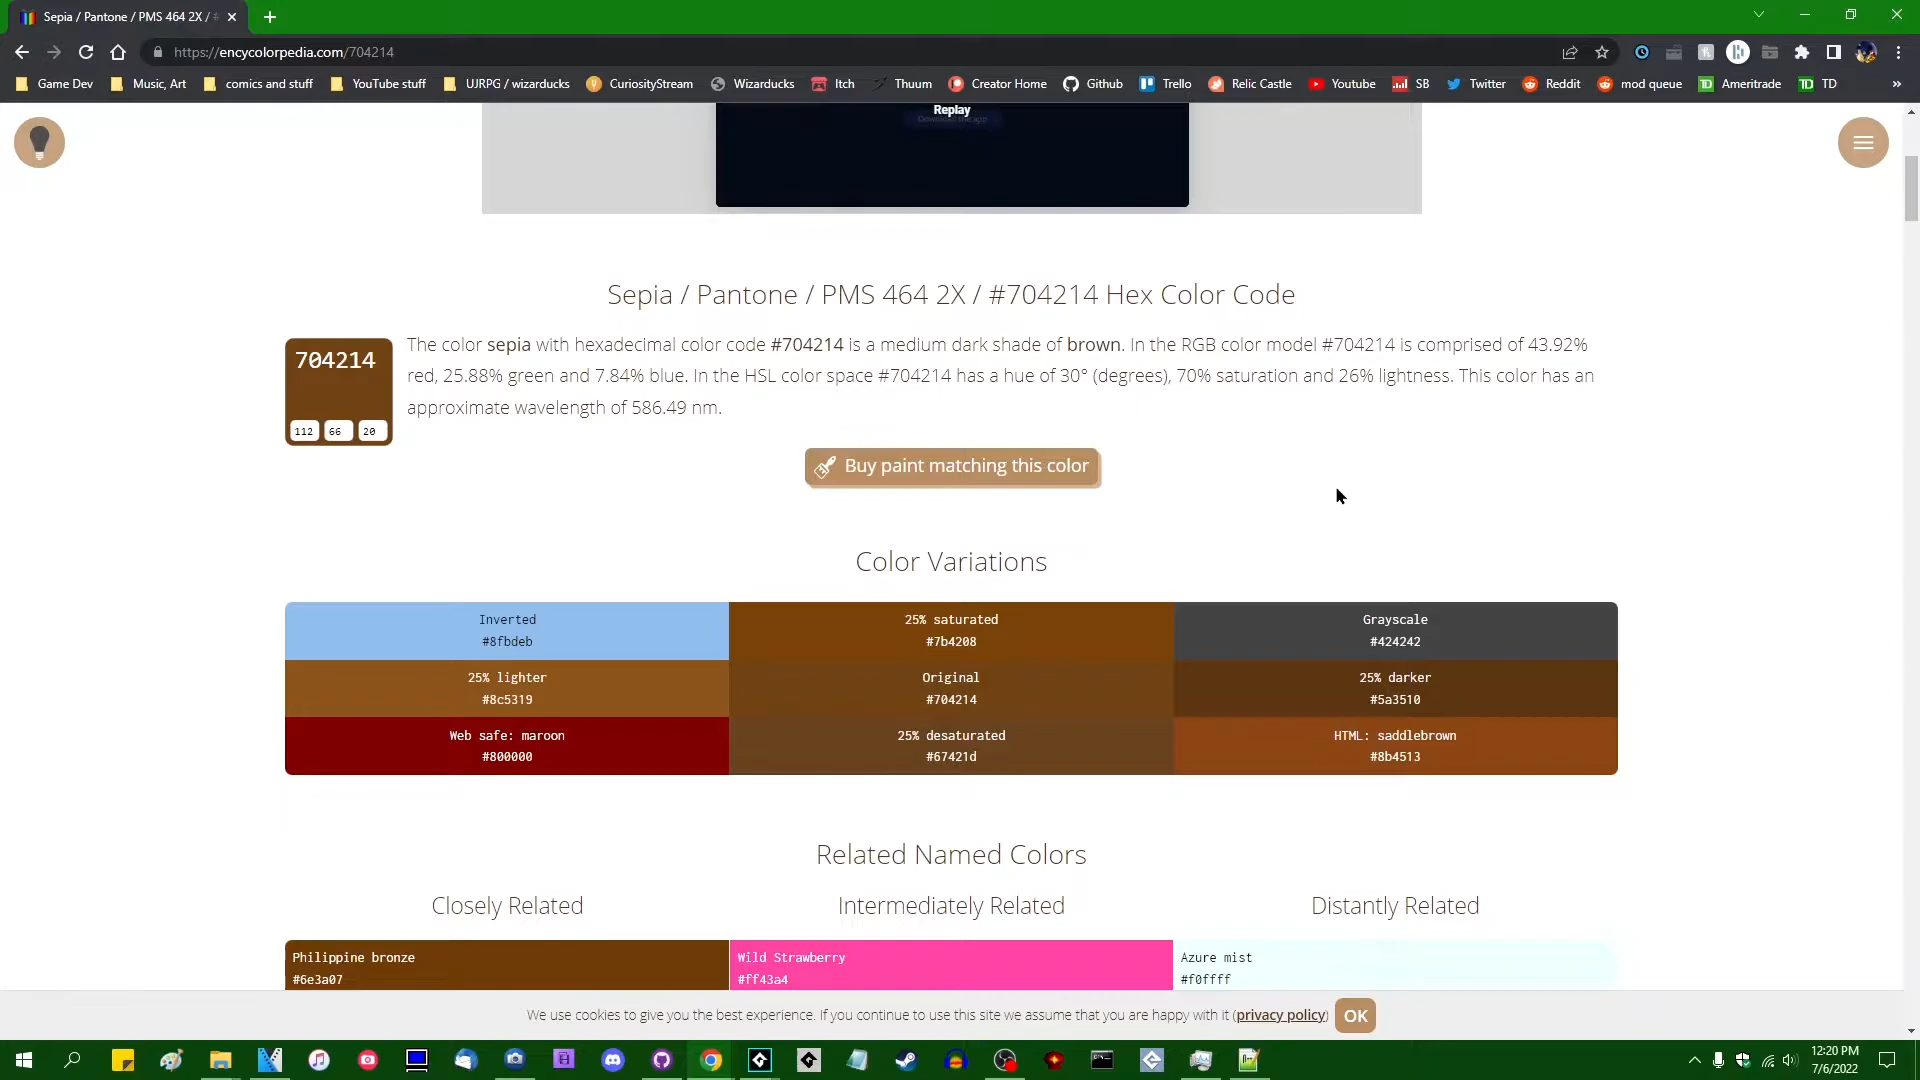 Sepia / Pantone / PMS 464 2X / #
https://encycolorpedia.com/704214
Game Dev
Music, Art
comics and stuff
YouTube stuff
UJRPG / wizarducks
CuriosityStream
Wizarducks
Itch
Thuum
Creator Home
Github
Trello
Relic Castle
Youtube
SB
Twitter
Reddit
mod queue
TD Ameritrade
TD TD
»
Replay
Download the app
Sepia / Pantone / PMS 464 2X / #704214 Hex Color Code
704214
112 66 20
The color sepia with hexadecimal color code #704214 is a medium dark shade of brown. In the RGB color model #704214 is comprised of 43.92%
red, 25.88% green and 7.84% blue. In the HSL color space #704214 has a hue of 30° (degrees), 70% saturation and 26% lightness. This color has an
approximate wavelength of 586.49 nm.
Buy paint matching this color
Color Variations
Inverted
#8fbdeb
25% saturated
#7b4208
Grayscale
#424242
25% lighter
#8c5319
Original
#704214
25% darker
#5a3510
Web safe: maroon
#800000
25% desaturated
#67421d
HTML: saddlebrown
#8b4513
Related Named Colors
Closely Related
Intermediately Related
Distantly Related
Philippine bronze
#6e3a07
Wild Strawberry
#ff43a4
Azure mist
#f0ffff
We use cookies to give you the best experience. If you continue to use this site we assume that you are happy with it (privacy policy)
OK
12:20 PM
7/6/2022